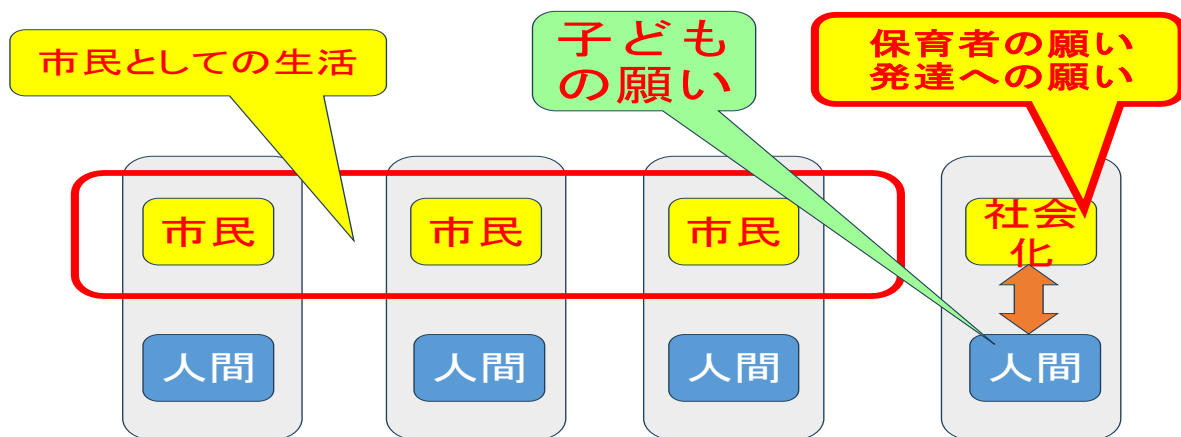 市民としての生活
子ども
の願い
保育者の願い
発達への願い
市民
市民
市民
社会
化
人間
人間
人間
人間